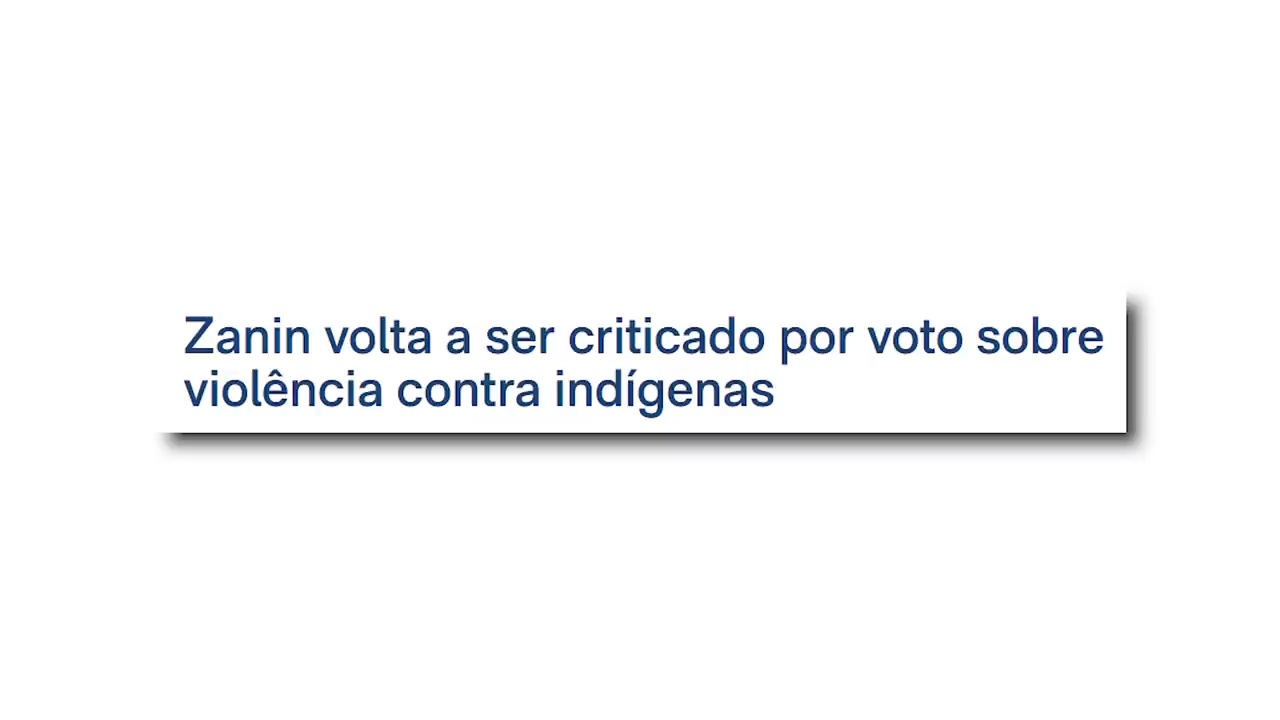 Zanin volta a ser criticado por voto sobre
violência contra indígenas